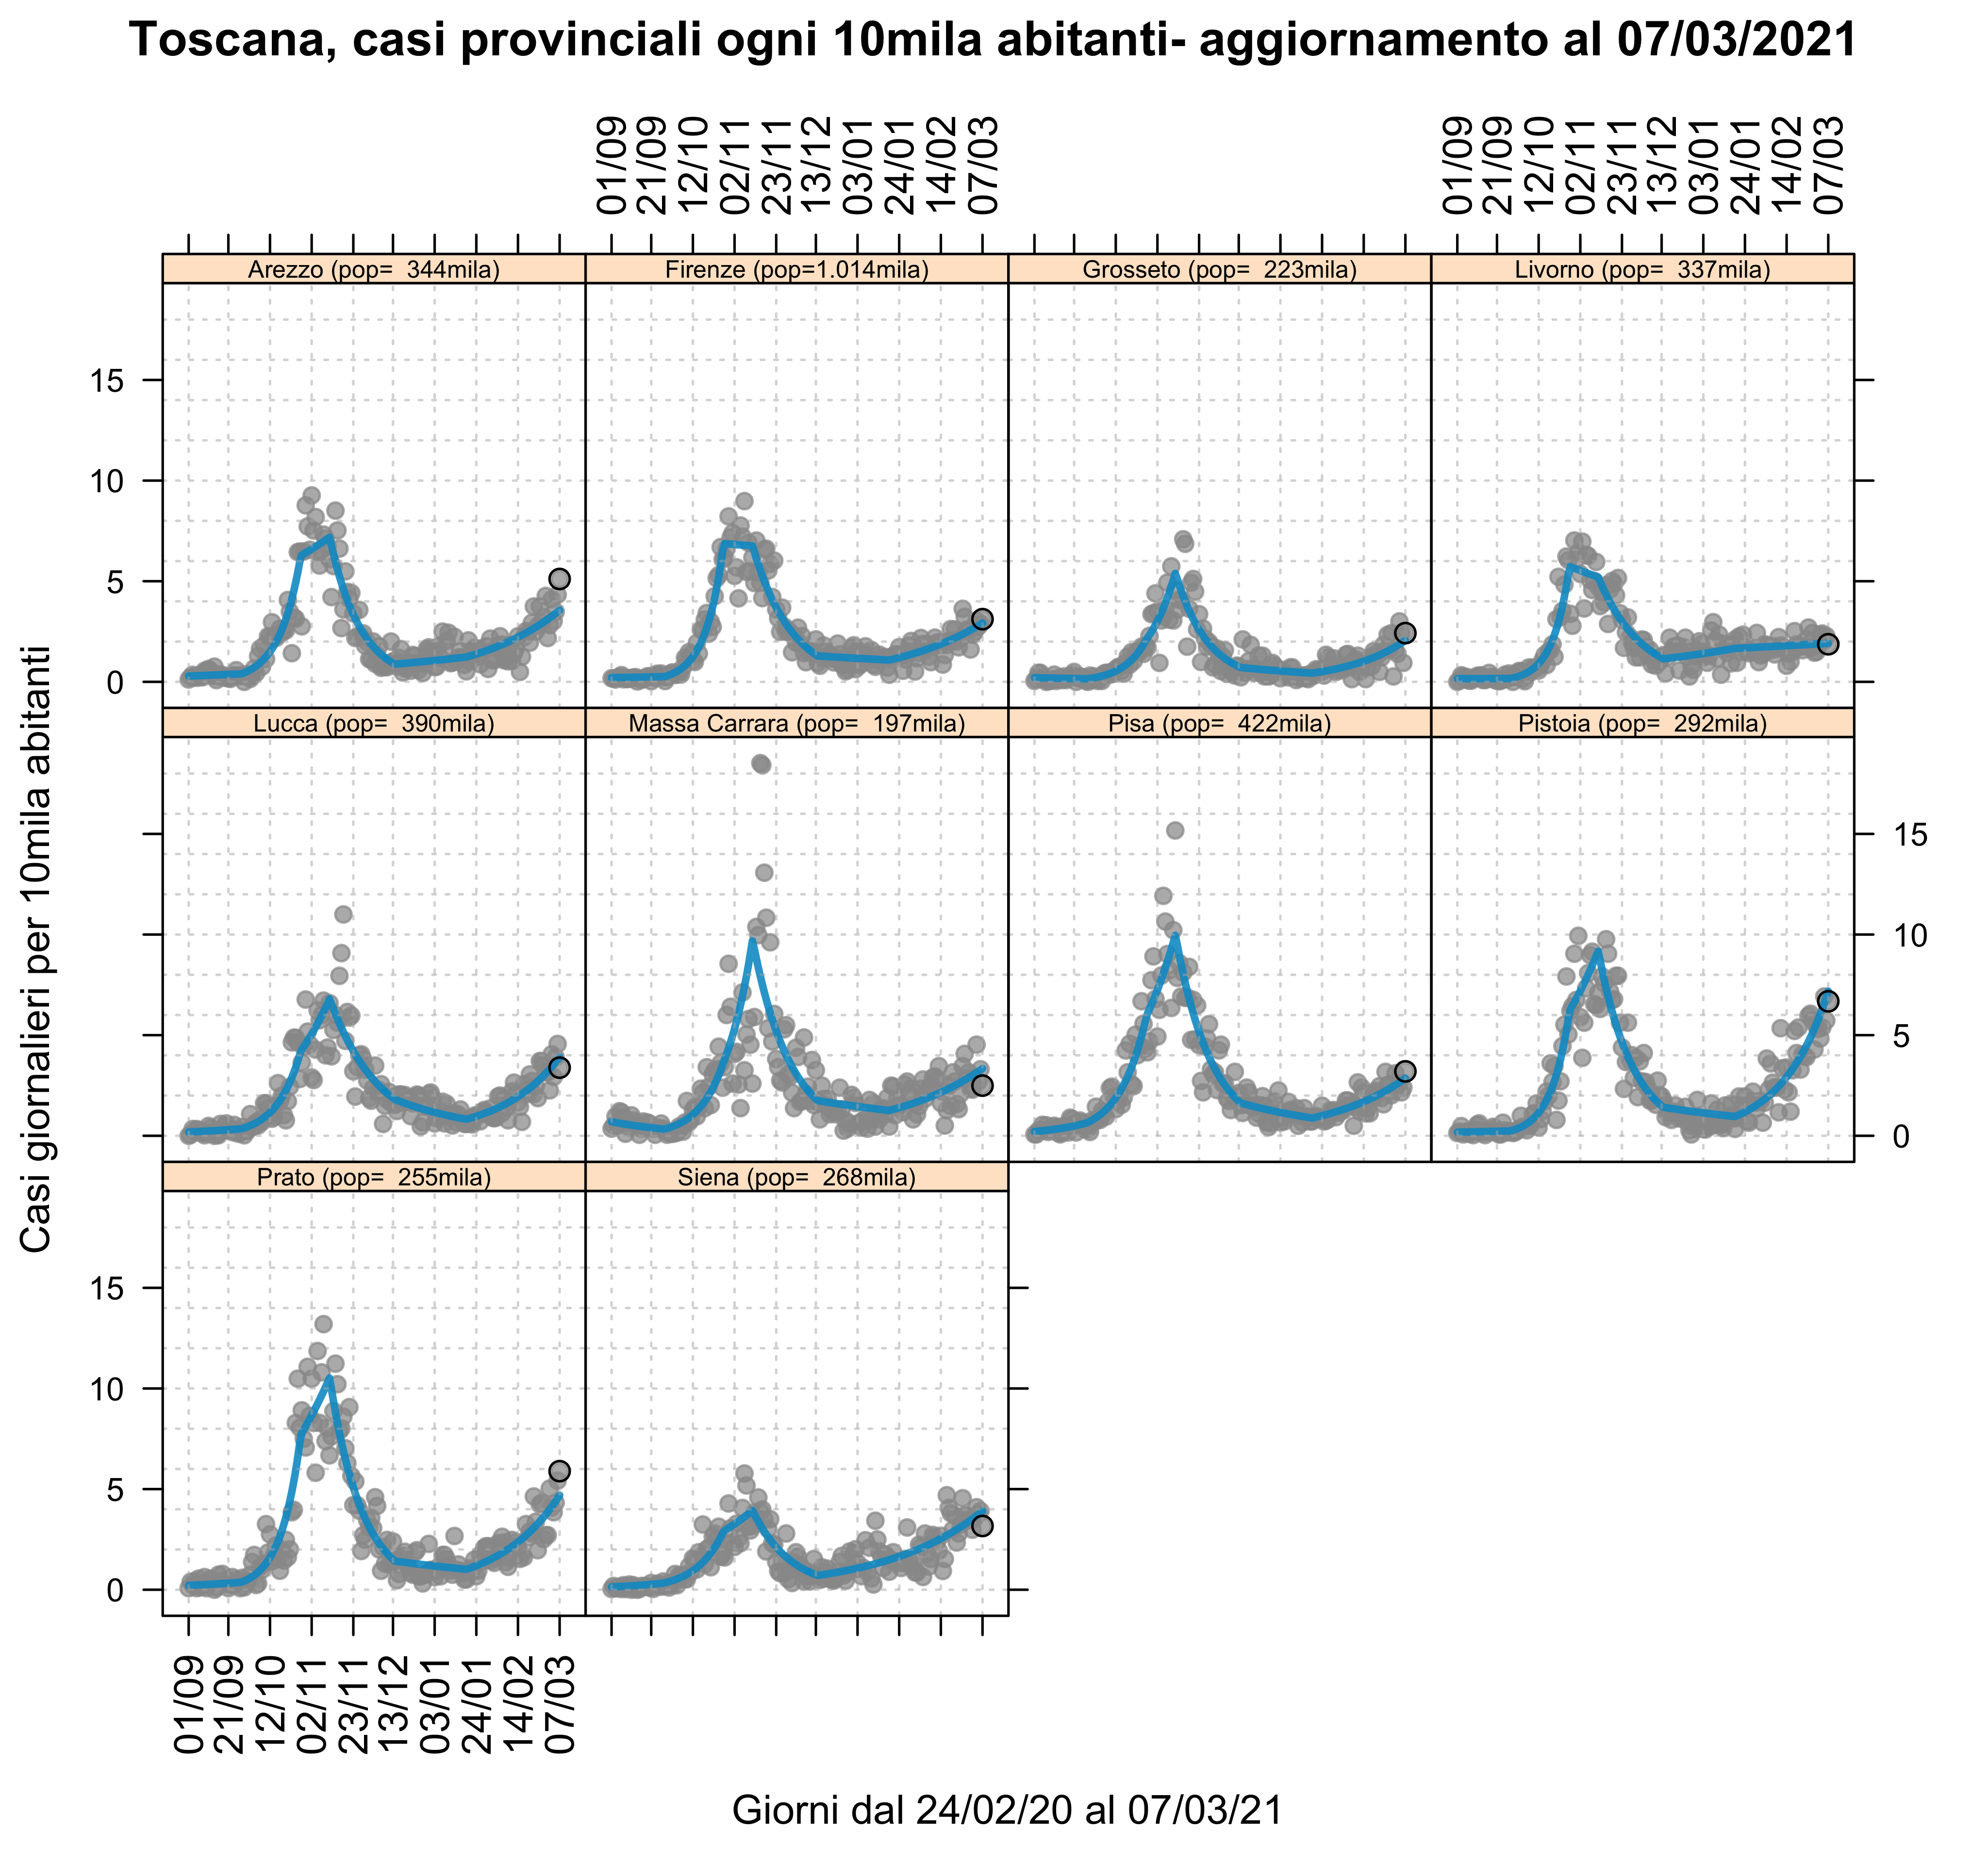 Toscana, casi provinciali ogni 10mila abitanti- aggiornamento al 07/03/2021
01/09 21/09 12/10 02/11 23/11 13/12 03/01 24/01 14/02 07/03
01/09 21/09 12/10 02/11 23/11 13/12 03/01 24/01 14/02 07/03
Arezzo (pop= 344mila)
Firenze (pop=1.014mila)
Grosseto (pop= 223mila)
Livorno (pop= 337mila)
15
10
5
0
Lucca (pop= 390mila)
Massa Carrara (pop= 197mila)
Pisa (pop= 422mila)
Pistoia (pop= 292mila)
15
10
5
0
Casi giornalieri per 10mila abitanti
Prato (pop= 255mila)
Siena (pop= 268mila)
15
10
5
0
01/09 21/09 12/10 02/11 23/11 13/12 03/01 24/01 14/02 07/03
Giorni dal 24/02/20 al 07/03/21